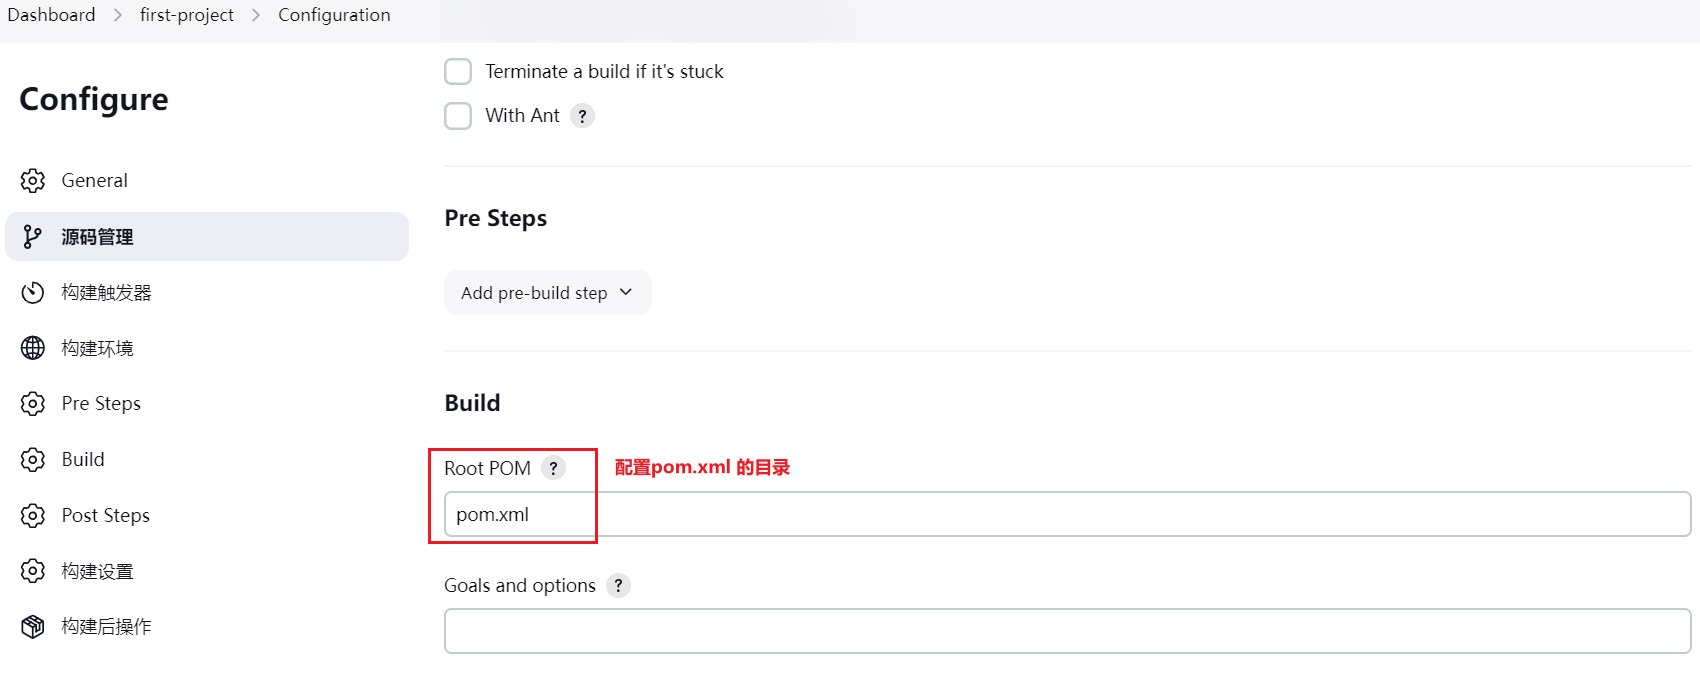 Dashboard > first-project > Configuration
Configure
General
源码管理
构建触发器
构建环境
Pre Steps
Build
Post Steps
构建设置
构建后操作
Terminate a build if it's stuck
With Ant ?
Pre Steps
Add pre-build step
Build
Root POM ? 配置pom.xml 的目录
pom.xml
Goals and options ?